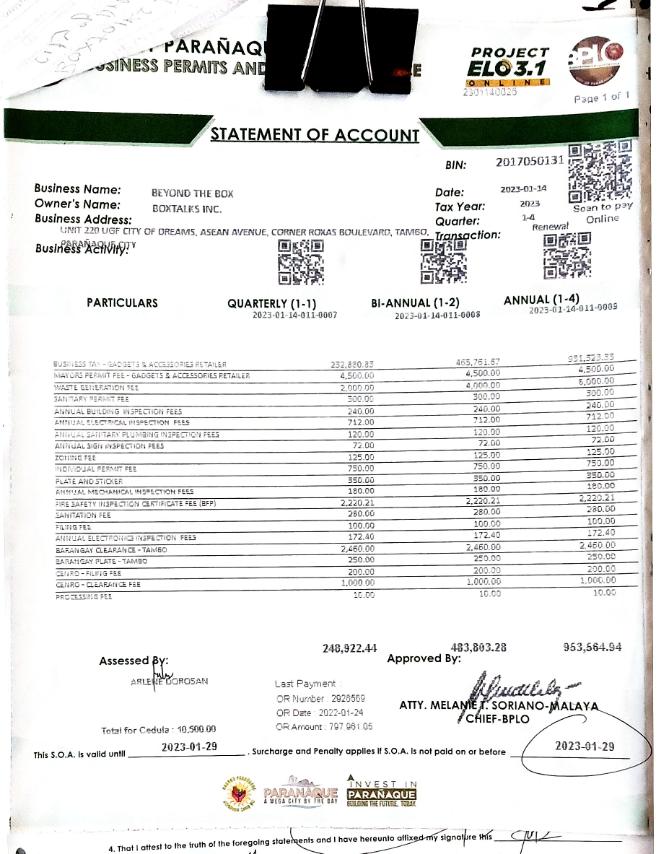 PARAÑAQU
BUSINESS PERMITS AND
E
PROJECT
ELO 3.1
ONLINE
BPLO
2301140026
Page 1 of 1
STATEMENT OF ACCOUNT
BIN: 2017050131
Business Name: BEYOND THE BOX
Owner's Name: BOXTALKS INC.
Business Address:
UNIT 220 UGF CITY OF DREAMS, ASEAN AVENUE, CORNER ROXAS BOULEVARD, TAMBO,
PARAÑAQUE CITY
Business Activity:
Date: 2023-01-14
Tax Year: 2023
Quarter: 1-4
Transaction: Renewal
Scan to pay
Online
PARTICULARS QUARTERLY (1-1) BI-ANNUAL (1-2) ANNUAL (1-4)
2023-01-14-011-0007 2023-01-14-011-0008 2023-01-14-011-0009
BUSINESS TAX - GADGETS & ACCESSORIES RETAILER 232,880.83 465,761.67 931,523.33
MAYORS PERMIT FEE - GADGETS & ACCESSORIES RETAILER 4,500.00 4,500.00 4,500.00
WASTE GENERATION FEE 2,000.00 4,000.00 8,000.00
SANITARY PERMIT FEE 300.00 300.00 300.00
ANNUAL BUILDING INSPECTION FEES 240.00 240.00 240.00
ANNUAL ELECTRICAL INSPECTION FEES 712.00 712.00 712.00
ANNUAL SANITARY PLUMBING INSPECTION FEES 120.00 120.00 120.00
ANNUAL SIGN INSPECTION FEES 72.00 72.00 72.00
ZONING FEE 125.00 125.00 125.00
INDIVIDUAL PERMIT FEE 750.00 750.00 750.00
PLATE AND STICKER 350.00 350.00 350.00
ANNUAL MECHANICAL INSPECTION FEES 180.00 180.00 180.00
FIRE SAFETY INSPECTION CERTIFICATE FEE (BFP) 2,220.21 2,220.21 2,220.21
SANITATION FEE 280.00 280.00 280.00
FILING FEE 100.00 100.00 100.00
ANNUAL ELECTRONICS INSPECTION FEES 172.40 172.40 172.40
BARANGAY CLEARANCE - TAMBO 2,460.00 2,460.00 2,460.00
BARANGAY PLATE - TAMBO 250.00 250.00 250.00
CENRO - FILING FEE 200.00 200.00 200.00
CENRO - CLEARANCE FEE 1,000.00 1,000.00 1,000.00
PROCESSING FEE 10.00 10.00 10.00
248,922.44 483,803.28 953,564.94
Assessed By:
ARLENE DOROSAN
Approved By:
ATTY. MELANIE T. SORIANO-MALAYA
CHIEF-BPLO
Last Payment :
OR Number : 2926569
OR Date : 2022-01-24
OR Amount : 797,961.05
Total for Cedula : 10,500.00
This S.O.A. is valid until 2023-01-29 . Surcharge and Penalty applies if S.O.A. is not paid on or before 2023-01-29
PARAÑAQUE
A MEGA CITY BY THE BAY
INVEST IN
PARAÑAQUE
BUILDING THE FUTURE, TODAY.
4. That I attest to the truth of the foregoing statements and I have hereunto affixed my signature this